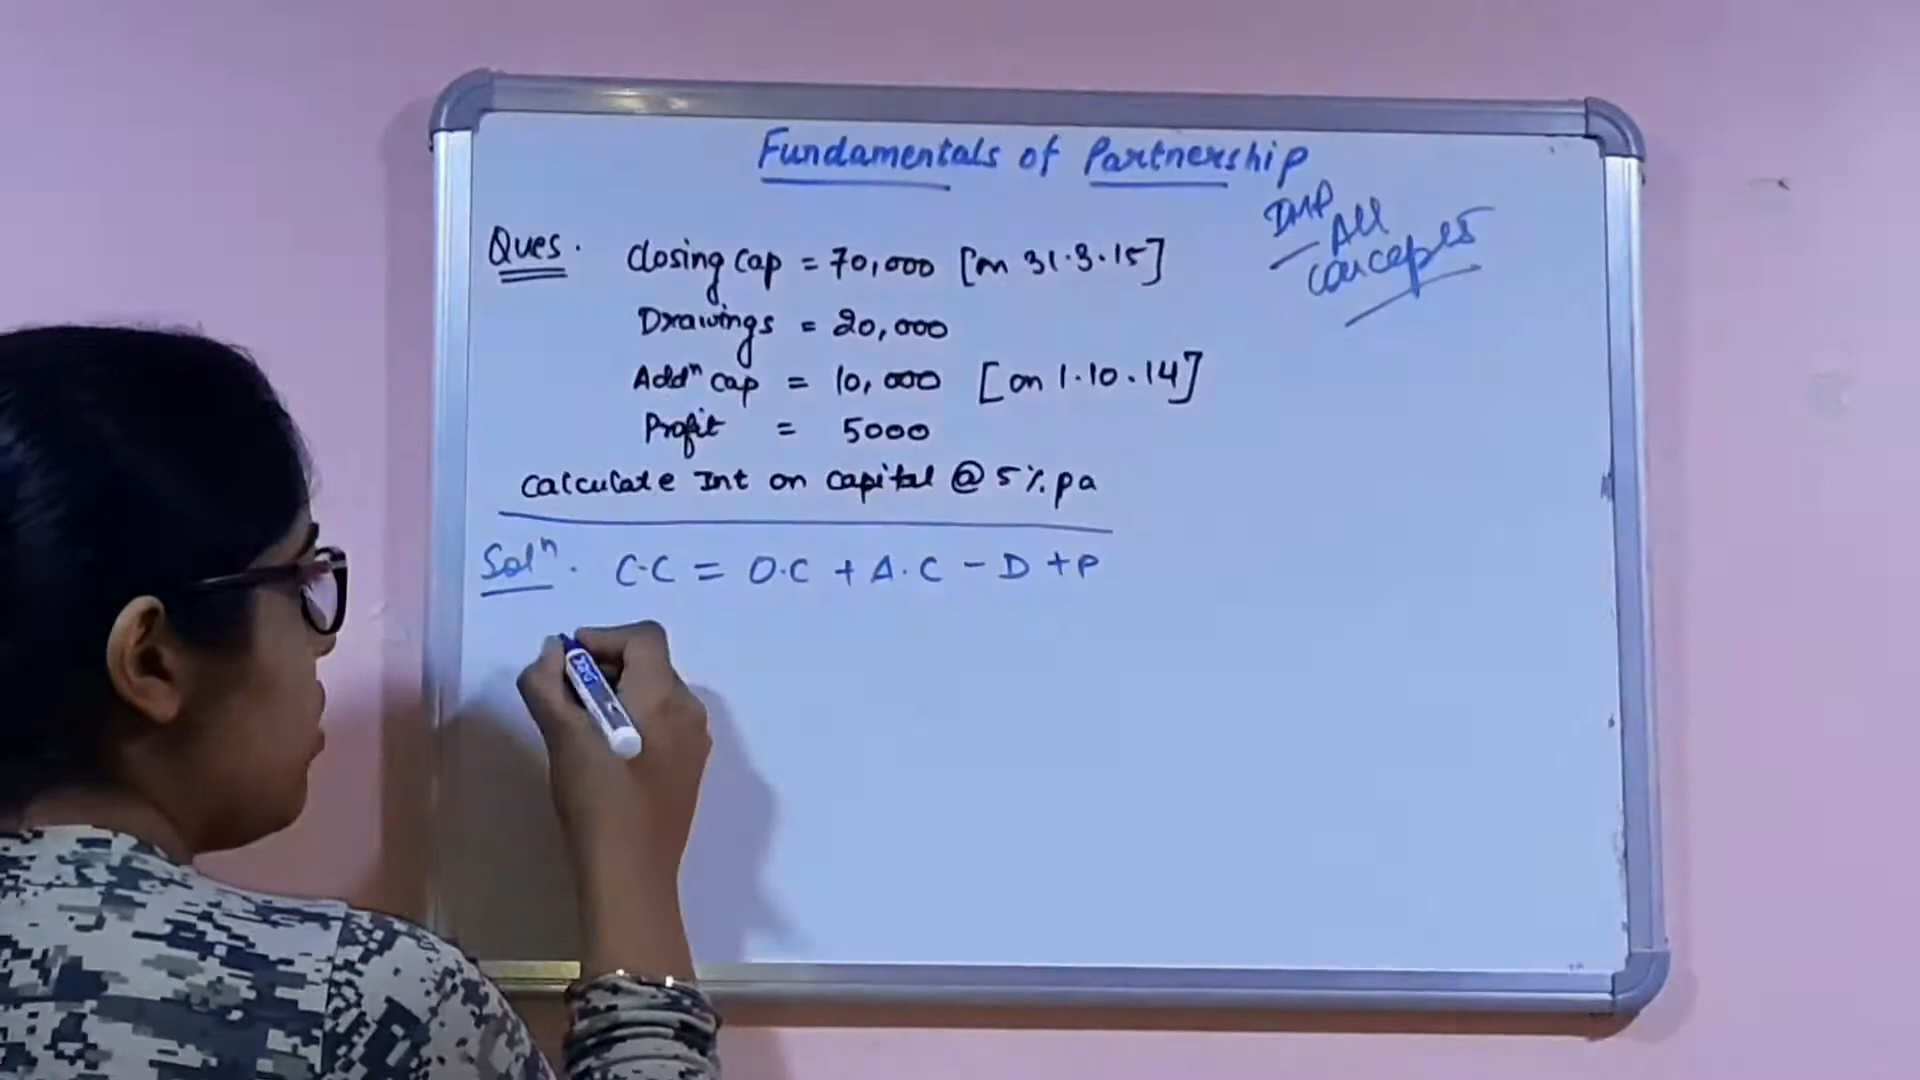 Fundamentals of Partnership
IMP
All
concepts
Ques. Closing Cap = 70,000 [on 31.3.15]
Drawings = 20,000
Addⁿ Cap = 10,000 [on 1.10.14]
Profit = 5000
Calculate Int on Capital @ 5% pa
Solⁿ. C.C = O.C + A.C - D + P